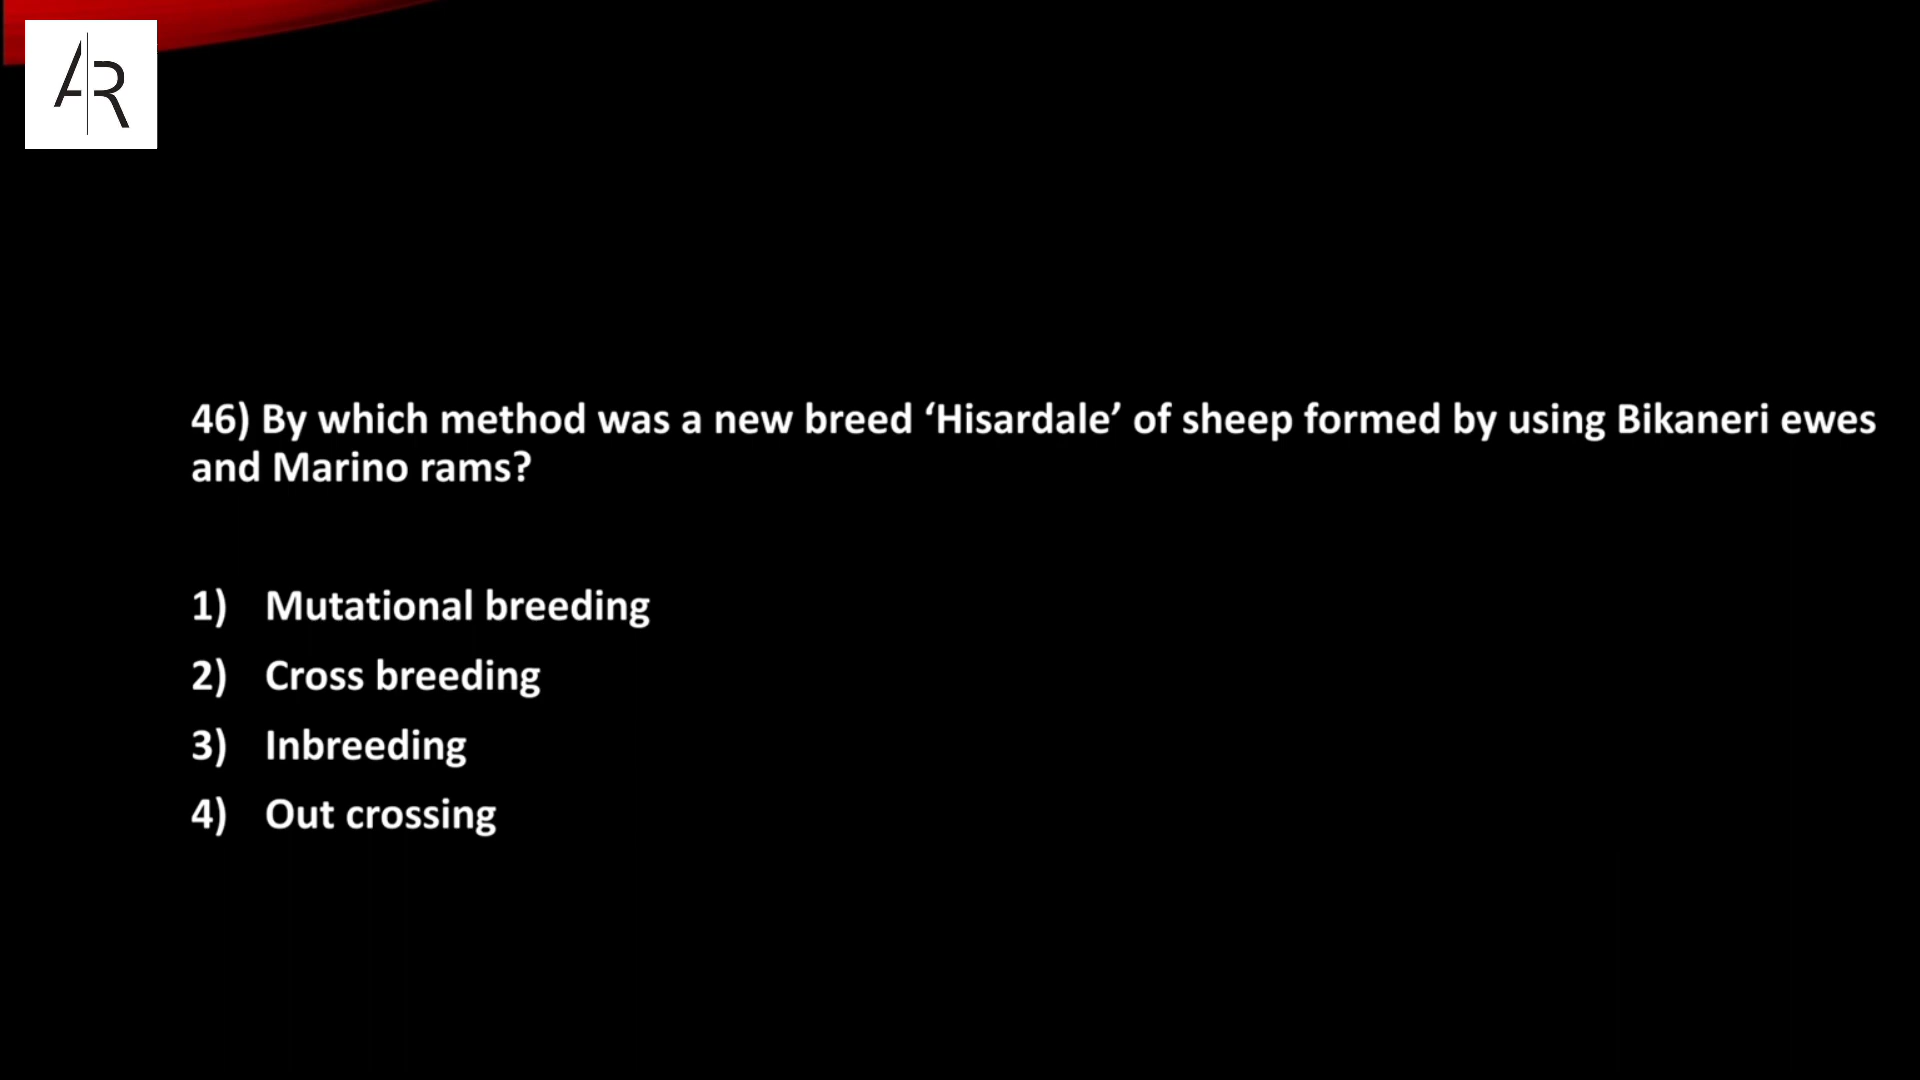 AR
46) By which method was a new breed ‘Hisardale’ of sheep formed by using Bikaneri ewes
and Marino rams?
1) Mutational breeding
2) Cross breeding
3) Inbreeding
4) Out crossing